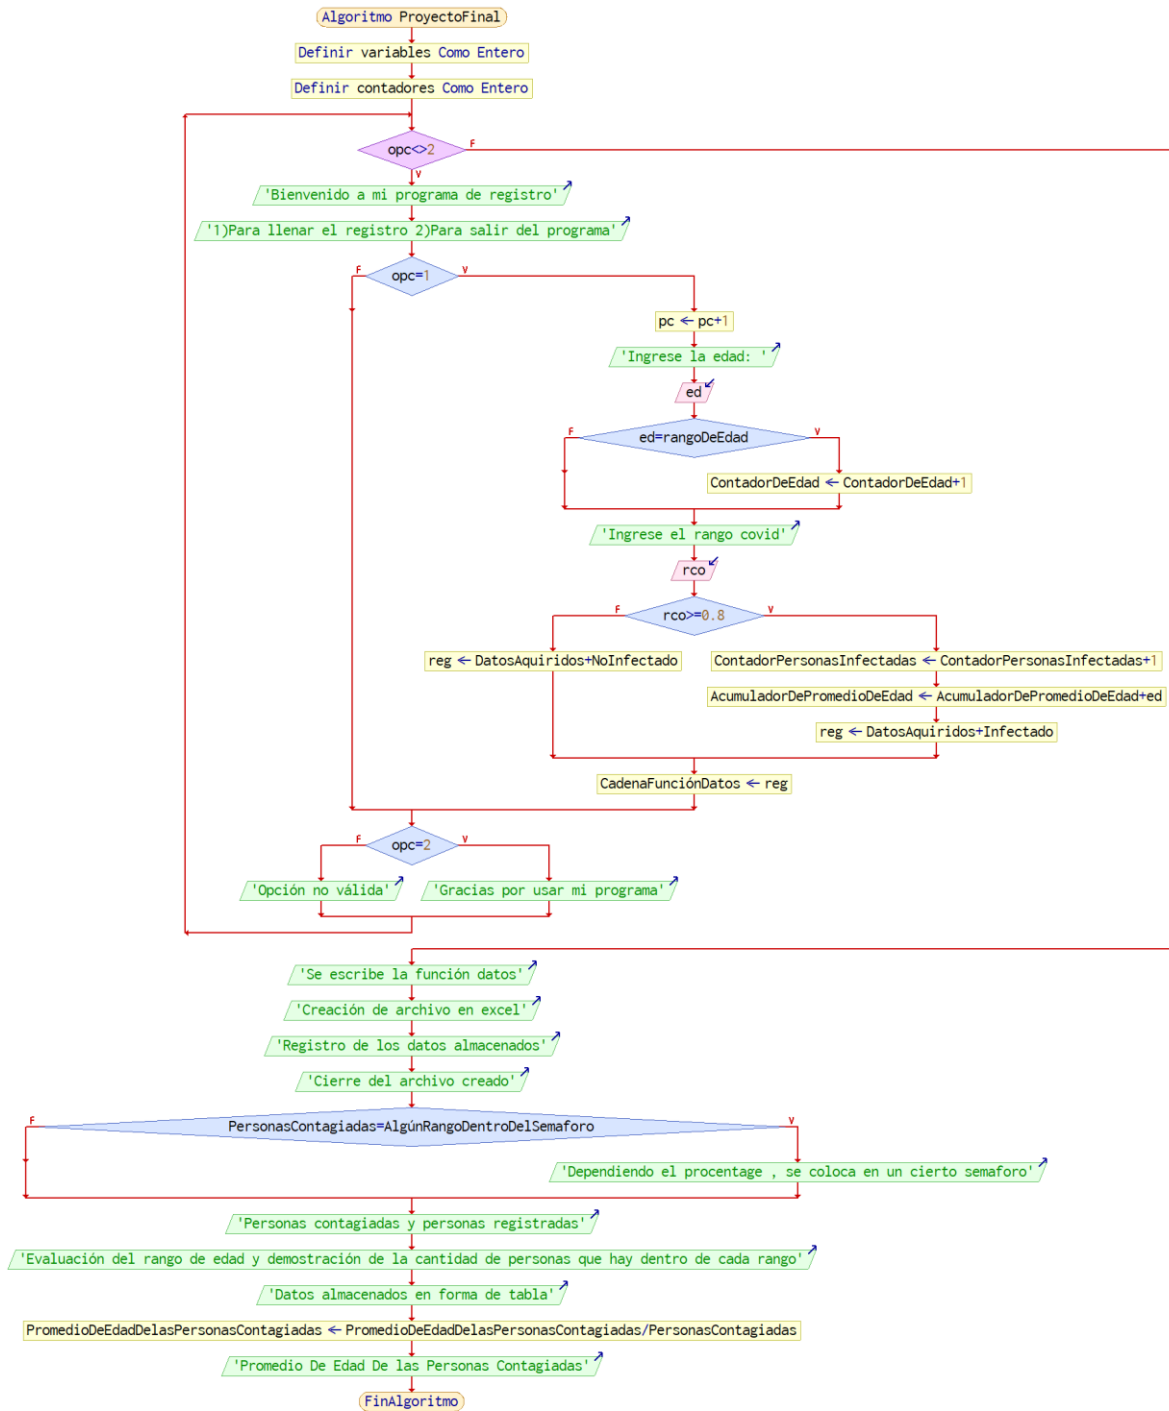 Algoritmo ProyectoFinal
Definir variables Como Entero
Definir contadores Como Entero
opc<>2
F
V
'Bienvenido a mi programa de registro'
'1)Para llenar el registro 2)Para salir del programa'
F
opc=1
V
pc ← pc+1
'Ingrese la edad: '
ed
F
ed=rangoDeEdad
V
ContadorDeEdad ← ContadorDeEdad+1
'Ingrese el rango covid'
rco
F
rco>=0.8
V
reg ← DatosAquiridos+NoInfectado
ContadorPersonasInfectadas ← ContadorPersonasInfectadas+1
AcumuladorDePromedioDeEdad ← AcumuladorDePromedioDeEdad+ed
reg ← DatosAquiridos+Infectado
CadenaFunciónDatos ← reg
F
opc=2
V
'Opción no válida'
'Gracias por usar mi programa'
'Se escribe la función datos'
'Creación de archivo en excel'
'Registro de los datos almacenados'
'Cierre del archivo creado'
F
PersonasContagiadas=AlgúnRangoDentroDelSemaforo
V
'Dependiendo el procentage , se coloca en un cierto semaforo'
'Personas contagiadas y personas registradas'
'Evaluación del rango de edad y demostración de la cantidad de personas que hay dentro de cada rango'
'Datos almacenados en forma de tabla'
PromedioDeEdadDelasPersonasContagiadas ← PromedioDeEdadDelasPersonasContagiadas/PersonasContagiadas
'Promedio De Edad De las Personas Contagiadas'
FinAlgoritmo